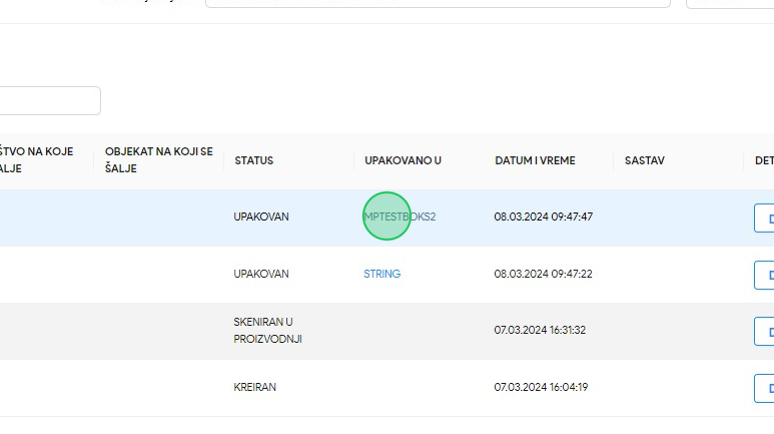 ŠTVO NA KOJE
ALJE
OBJEKAT NA KOJI SE
ŠALJE
STATUS
UPAKOVANO U
DATUM I VREME
SASTAV
DET
UPAKOVAN
MPTESTBOKS2
08.03.2024 09:47:47
D
UPAKOVAN
STRING
08.03.2024 09:47:22
D
SKENIRAN U
PROIZVODNJI
07.03.2024 16:31:32
D
KREIRAN
07.03.2024 16:04:19
D